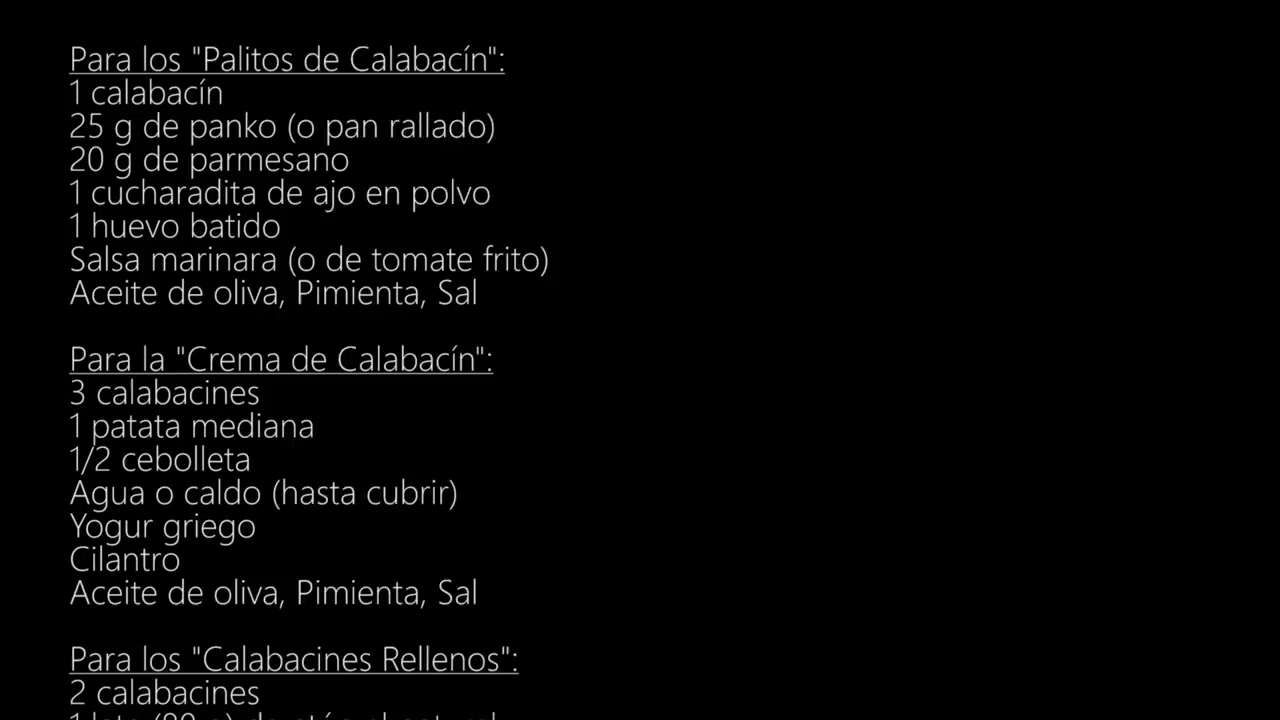 Para los "Palitos de Calabacín":
1 calabacín
25 g de panko (o pan rallado)
20 g de parmesano
1 cucharadita de ajo en polvo
1 huevo batido
Salsa marinara (o de tomate frito)
Aceite de oliva, Pimienta, Sal
Para la "Crema de Calabacín":
3 calabacines
1 patata mediana
1/2 cebolleta
Agua o caldo (hasta cubrir)
Yogur griego
Cilantro
Aceite de oliva, Pimienta, Sal
Para los "Calabacines Rellenos":
2 calabacines